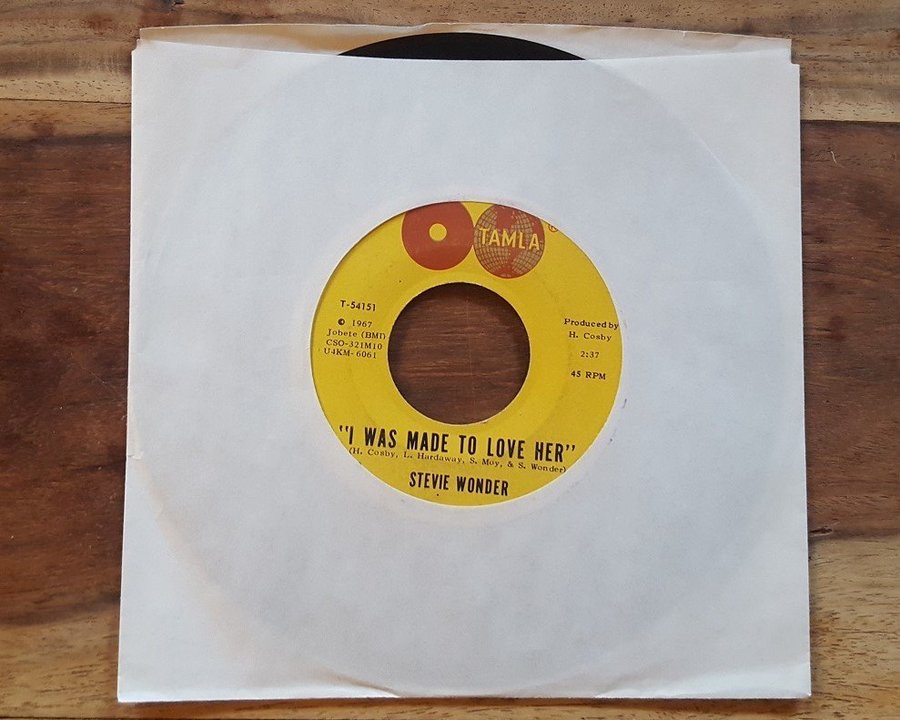 TAMLA
®
T-54151
℗ 1967
Jobete (BMI)
CSO-321M10
U4KM-6061
Produced by
H. Cosby
2:37
45 RPM
"I WAS MADE TO LOVE HER"
(H. Cosby, L. Hardaway, S. Moy, & S. Wonder)
STEVIE WONDER